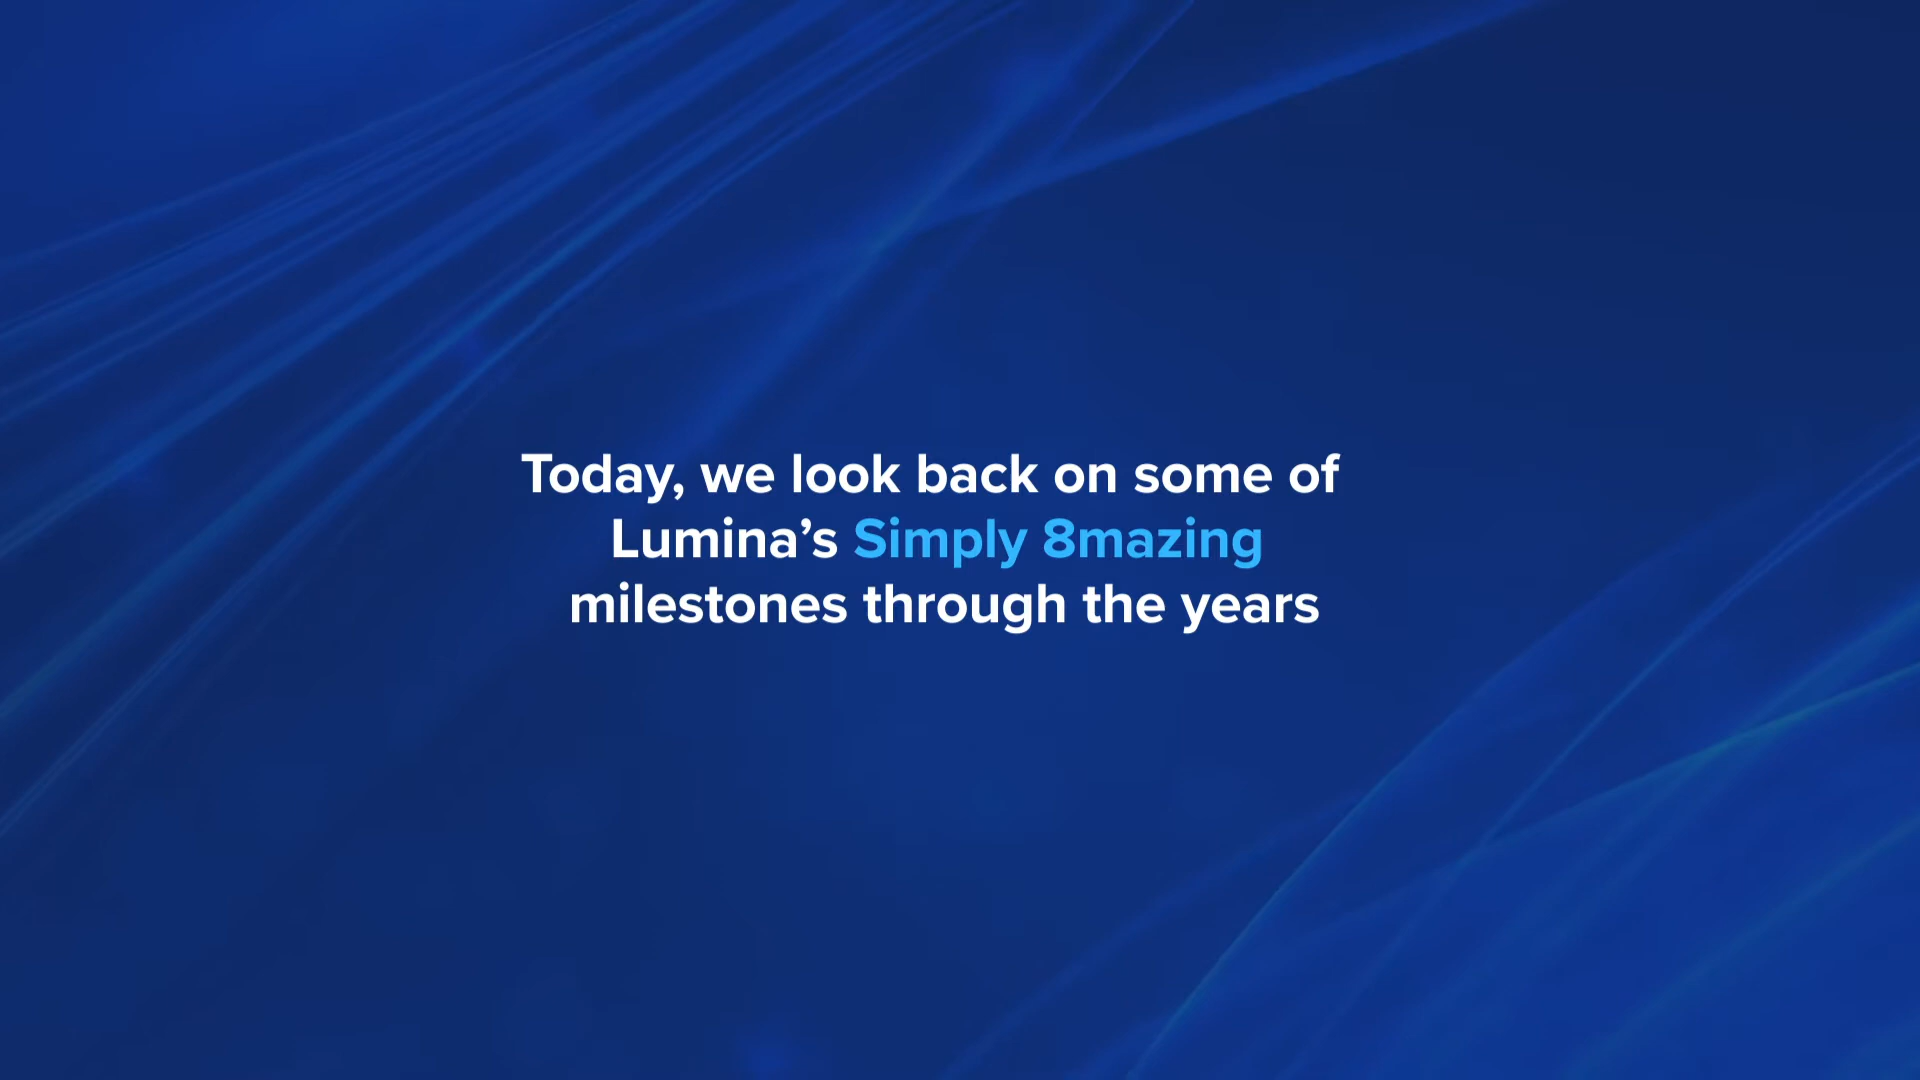 Today, we look back on some of
Lumina’s Simply 8mazing
milestones through the years